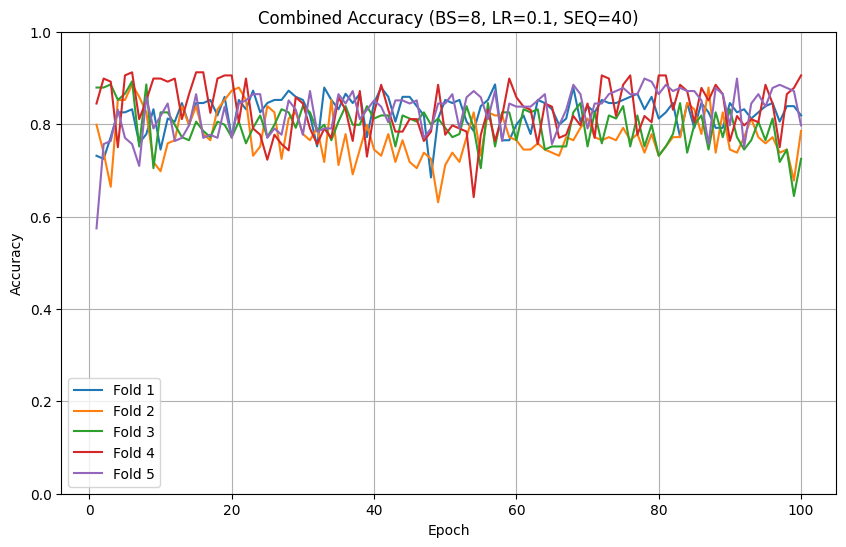 Combined Accuracy (BS=8, LR=0.1, SEQ=40)
Accuracy
1.0
0.8
0.6
0.4
0.2
0.0
Fold 1
Fold 2
Fold 3
Fold 4
Fold 5
0 20 40 60 80 100
Epoch